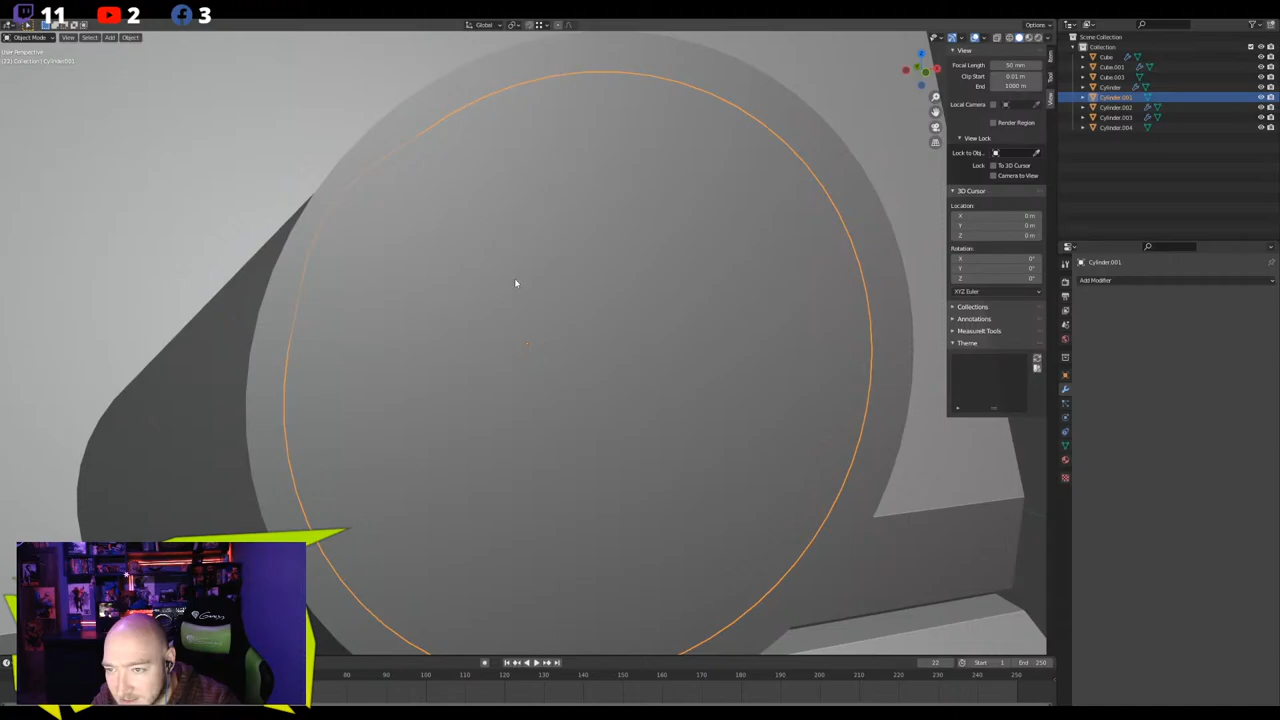 11 2 3
Global
Options
Object Mode View Select Add Object
User Perspective
(22) Collection | Cylinder.001
View
Focal Length 50 mm
Clip Start 0.01 m
End 1000 m
Local Camera
Render Region
View Lock
Lock to Obj...
Lock To 3D Cursor
Camera to View
3D Cursor
Location:
X 0 m
Y 0 m
Z 0 m
Rotation:
X 0°
Y 0°
Z 0°
XYZ Euler
Collections
Annotations
MeasureIt Tools
Theme
Item
Tool
View
Scene Collection
Collection
Cube
Cube.001
Cube.003
Cylinder
Cylinder.001
Cylinder.002
Cylinder.003
Cylinder.004
Cylinder.001
Add Modifier
22 Start 1 End 250
80 90 100 110 120 130 140 150 160 170 180 190 200 210 220 230 240 250